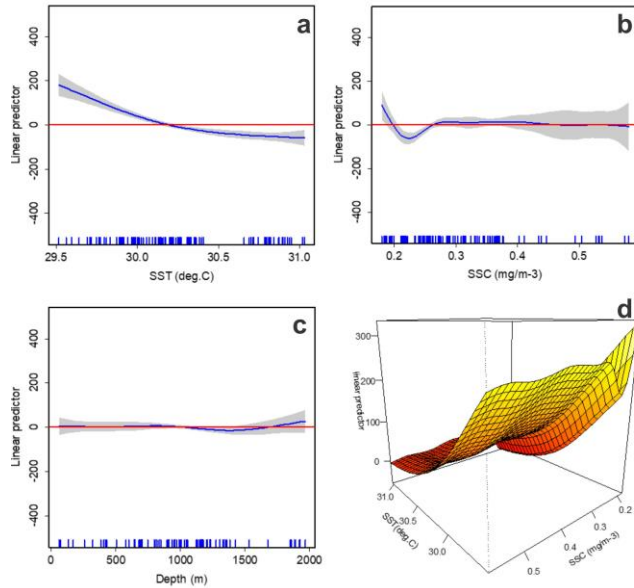 a
400
200
0
-200
-400
Linear predictor
29.5 30.0 30.5 31.0
SST (deg.C)
b
400
200
0
-200
-400
Linear predictor
0.2 0.3 0.4 0.5
SSC (mg/m-3)
c
400
200
0
-200
-400
Linear predictor
0 500 1000 1500 2000
Depth (m)
d
300
200
100
0
linear predictor
31.0
30.5
30.0
SST(deg.C)
0.5
0.4
0.3
0.2
SSC (mg/m-3)